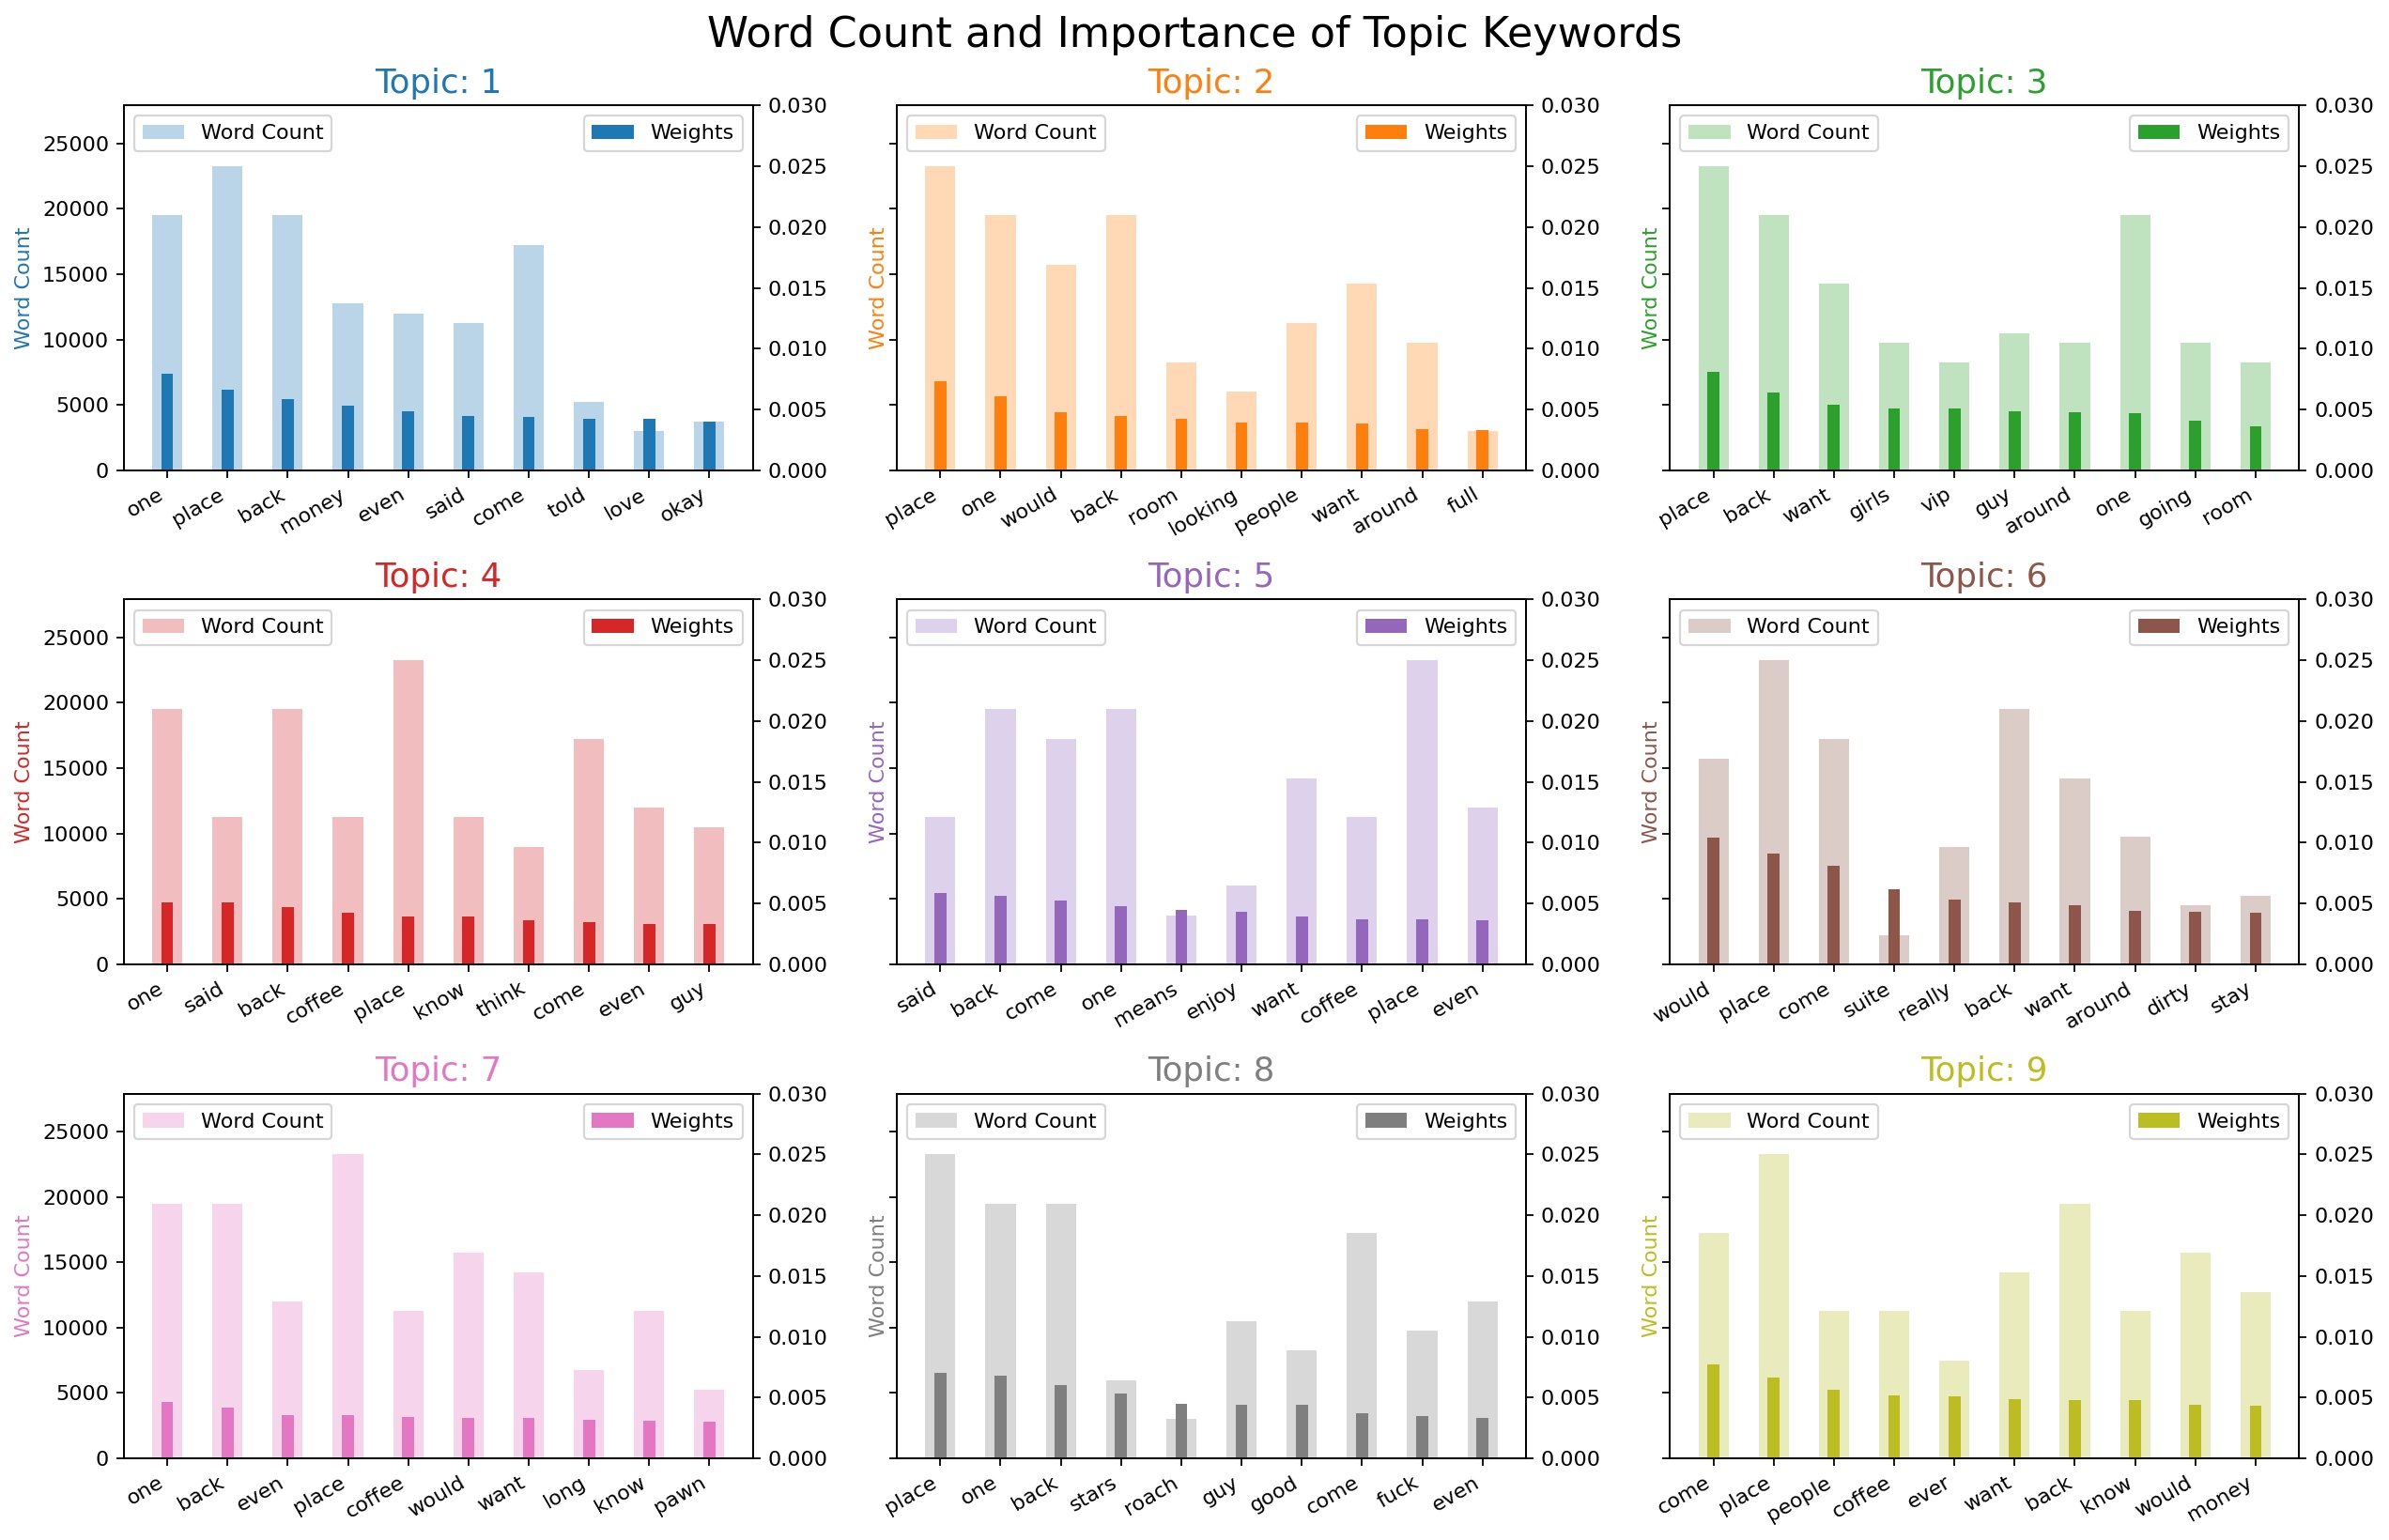 Word Count and Importance of Topic Keywords
Topic: 1
Word Count
Weights
Word Count
25000
20000
15000
10000
5000
0
0.030
0.025
0.020
0.015
0.010
0.005
0.000
one place back money even said come told love okay
Topic: 2
Word Count
Weights
Word Count
0.030
0.025
0.020
0.015
0.010
0.005
0.000
place one would back room looking people want around full
Topic: 3
Word Count
Weights
Word Count
0.030
0.025
0.020
0.015
0.010
0.005
0.000
place back want girls vip guy around one going room
Topic: 4
Word Count
Weights
Word Count
25000
20000
15000
10000
5000
0
0.030
0.025
0.020
0.015
0.010
0.005
0.000
one said back coffee place know think come even guy
Topic: 5
Word Count
Weights
Word Count
0.030
0.025
0.020
0.015
0.010
0.005
0.000
said back come one means enjoy want coffee place even
Topic: 6
Word Count
Weights
Word Count
0.030
0.025
0.020
0.015
0.010
0.005
0.000
would place come suite really back want around dirty stay
Topic: 7
Word Count
Weights
Word Count
25000
20000
15000
10000
5000
0
0.030
0.025
0.020
0.015
0.010
0.005
0.000
one back even place coffee would want long know pawn
Topic: 8
Word Count
Weights
Word Count
0.030
0.025
0.020
0.015
0.010
0.005
0.000
place one back stars roach guy good come fuck even
Topic: 9
Word Count
Weights
Word Count
0.030
0.025
0.020
0.015
0.010
0.005
0.000
come place people coffee ever want back know would money